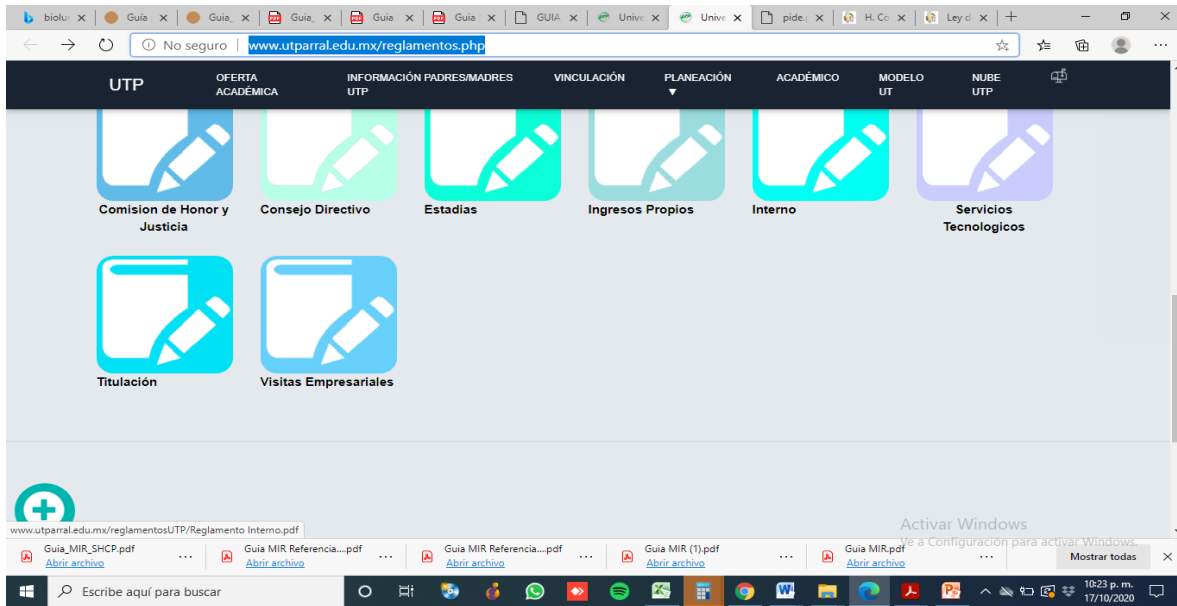 biolu
Guía
Guia_
Guia_
Guia
Guia
GUIA
Unive
Unive
pide.
H. Co
Ley d
No seguro
www.utparral.edu.mx/reglamentos.php
UTP
OFERTA
ACADÉMICA
INFORMACIÓN PADRES/MADRES
UTP
VINCULACIÓN
PLANEACIÓN
▼
ACADÉMICO
MODELO
UT
NUBE
UTP
Comision de Honor y
Justicia
Consejo Directivo
Estadias
Ingresos Propios
Interno
Servicios
Tecnologicos
Titulación
Visitas Empresariales
www.utparral.edu.mx/reglamentosUTP/Reglamento Interno.pdf
Activar Windows
Ve a Configuración para activar Windows.
Guia_MIR_SHCP.pdf
Abrir archivo
Guia MIR Referencia....pdf
Abrir archivo
Guia MIR Referencia....pdf
Abrir archivo
Guia MIR (1).pdf
Abrir archivo
Guia MIR.pdf
Abrir archivo
Mostrar todas
Escribe aquí para buscar
10:23 p. m.
17/10/2020